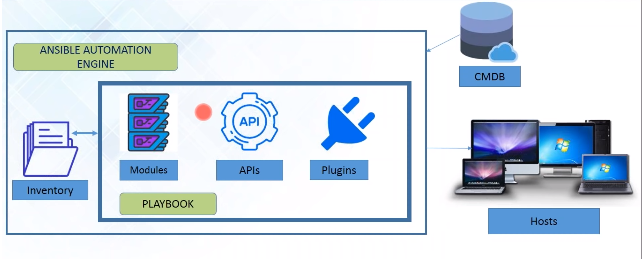 ANSIBLE AUTOMATION
ENGINE
CMDB
API
Modules
APIs
Plugins
Inventory
PLAYBOOK
Hosts